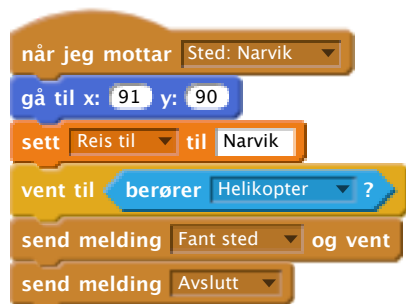 når jeg mottar Sted: Narvik
gå til x: 91 y: 90
sett Reis til til Narvik
vent til berører Helikopter ?
send melding Fant sted og vent
send melding Avslutt